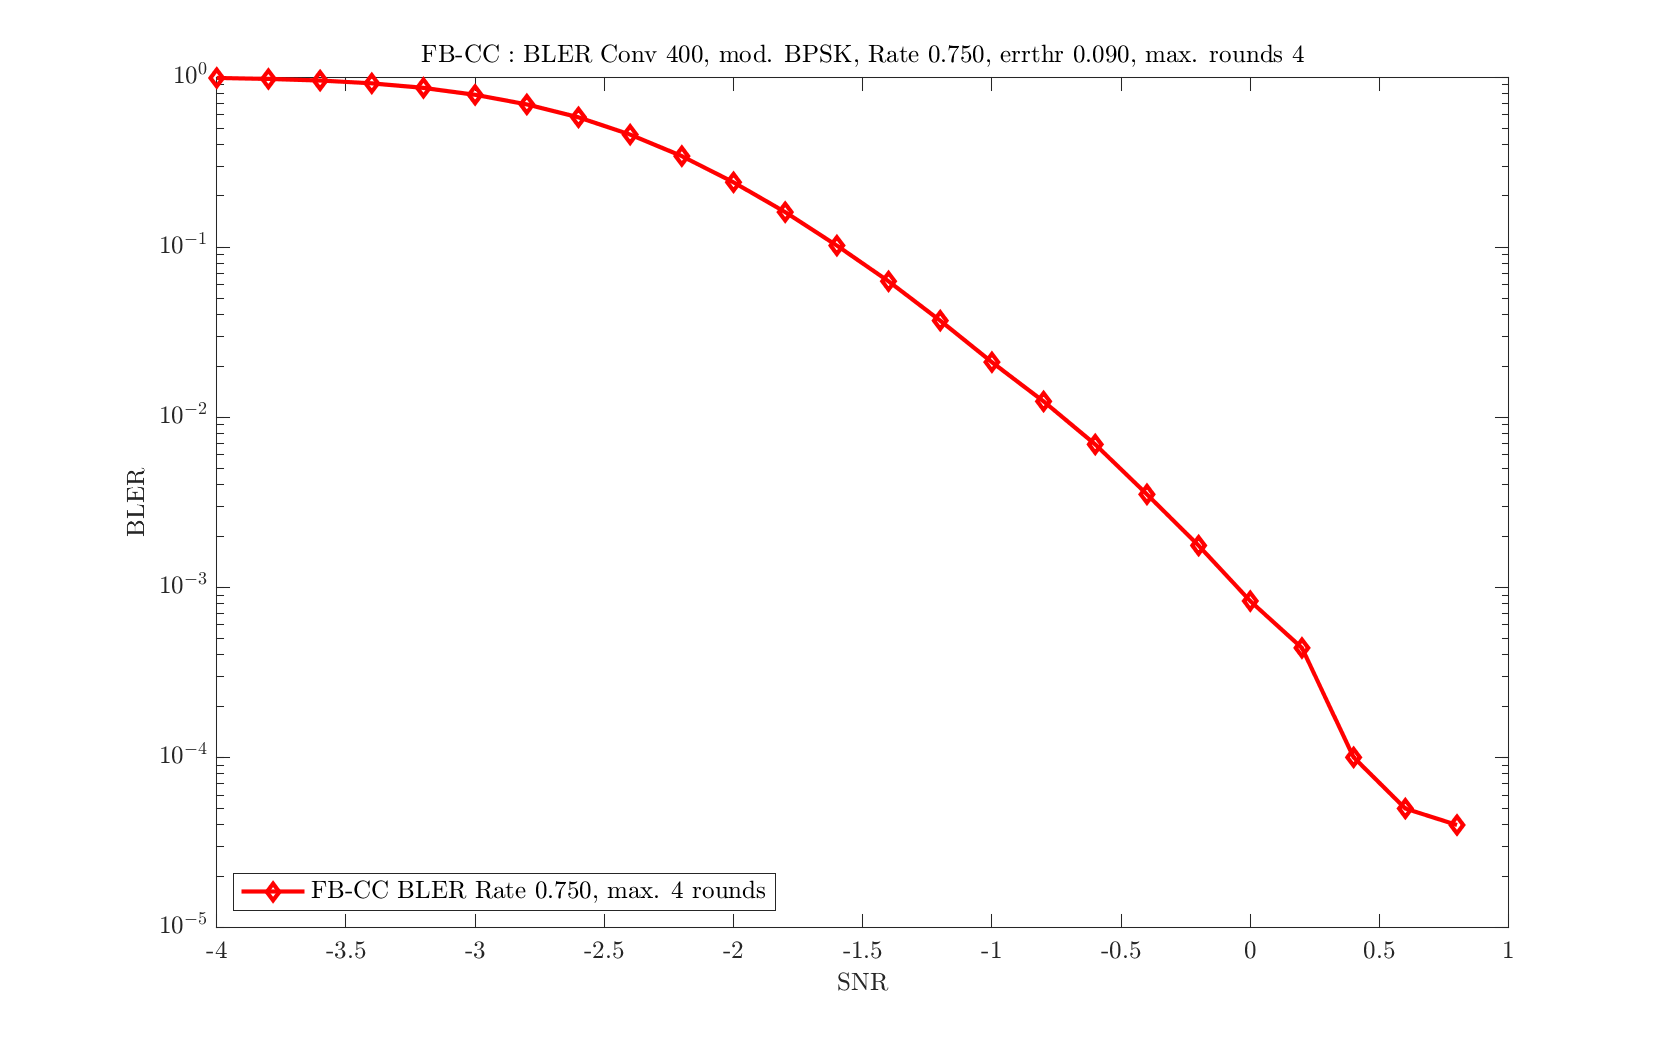 FB-CC : BLER Conv 400, mod. BPSK, Rate 0.750, errthr 0.090, max. rounds 4
10^0
10^{-1}
10^{-2}
10^{-3}
10^{-4}
10^{-5}
BLER
FB-CC BLER Rate 0.750, max. 4 rounds
-4 -3.5 -3 -2.5 -2 -1.5 -1 -0.5 0 0.5 1
SNR